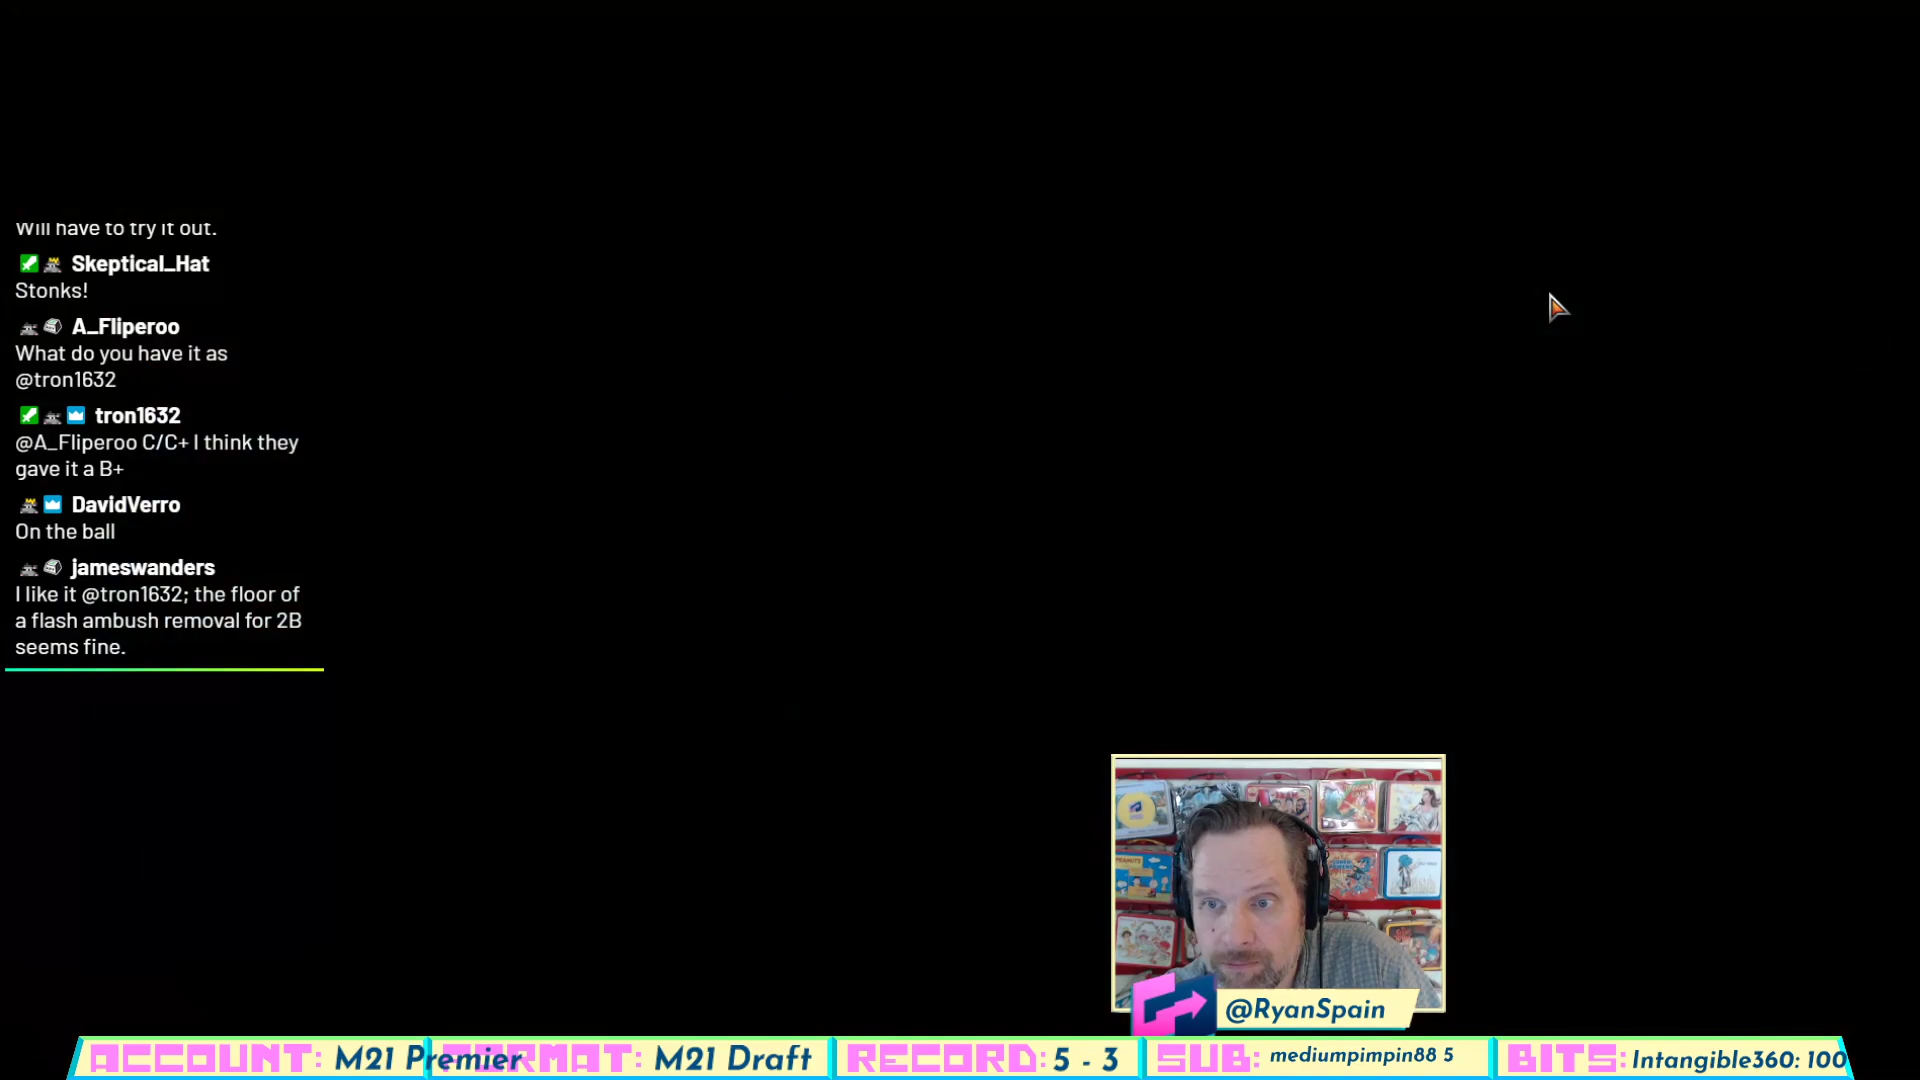 Will have to try it out.
Skeptical_Hat
Stonks!
A_Fliperoo
What do you have it as
@tron1632
tron1632
@A_Fliperoo C/C+ I think they
gave it a B+
DavidVerro
On the ball
jameswanders
I like it @tron1632; the floor of
a flash ambush removal for 2B
seems fine.
PEANUTS
@RyanSpain
ACCOUNT: M21 Premier FORMAT: M21 Draft RECORD: 5 - 3 SUB: mediumpimpin88 5 BITS: Intangible360: 100